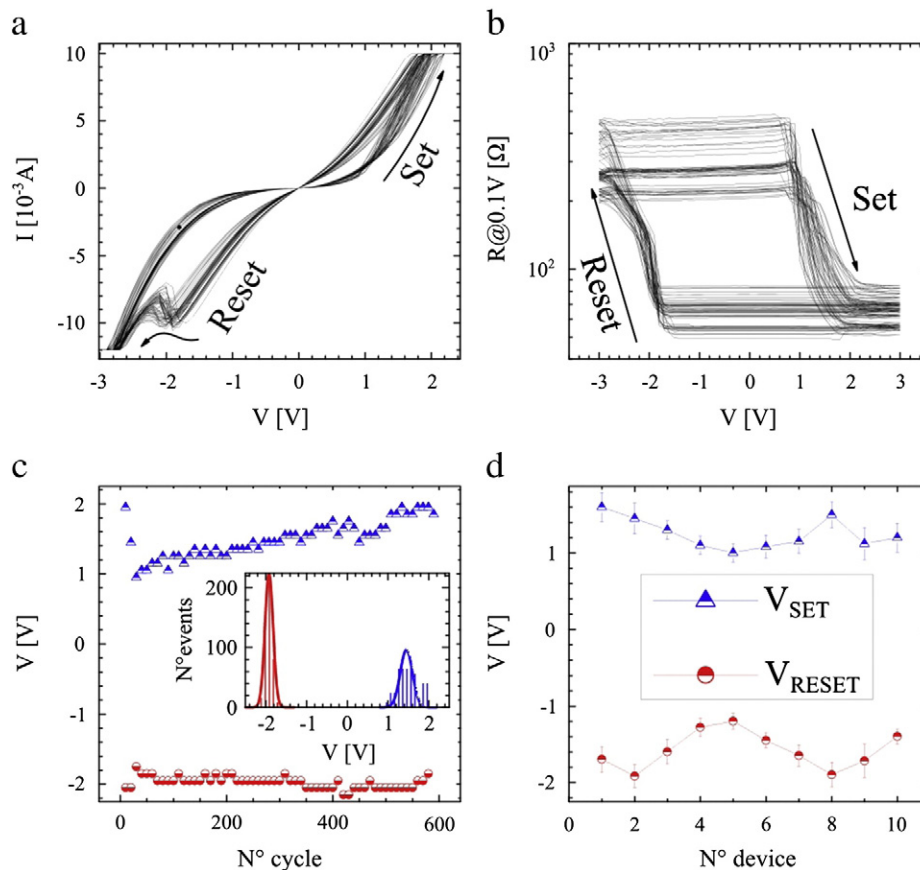 a
10
5
0
-5
-10
I [10⁻³A]
Set
Reset
-3 -2 -1 0 1 2
V [V]
b
10³
10²
R@0.1V [Ω]
Set
Reset
-3 -2 -1 0 1 2 3
V [V]
c
2
1
0
-1
-2
V [V]
200
100
0
N°events
-2 -1 0 1 2
V [V]
0 200 400 600
N° cycle
d
1
0
-1
-2
V [V]
V_SET
V_RESET
0 2 4 6 8 10
N° device